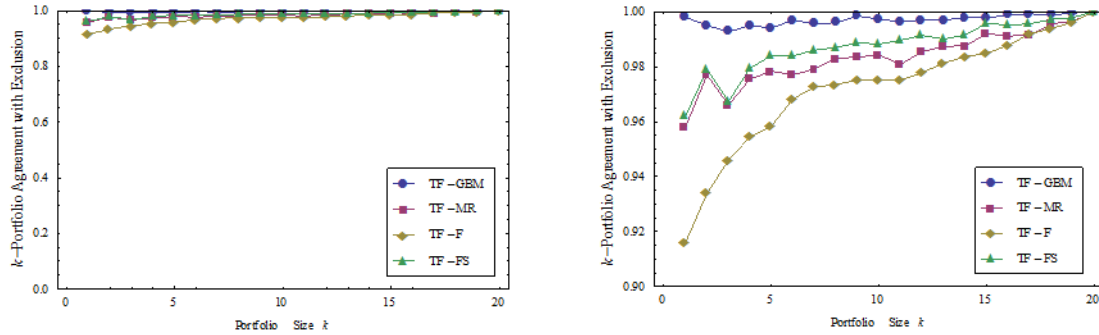 k-Portfolio Agreement with Exclusion
1.0
0.8
0.6
0.4
0.2
0.0
TF-GBM
TF-MR
TF-F
TF-FS
0 5 10 15 20
Portfolio Size k
k-Portfolio Agreement with Exclusion
1.00
0.98
0.96
0.94
0.92
0.90
TF-GBM
TF-MR
TF-F
TF-FS
0 5 10 15 20
Portfolio Size k